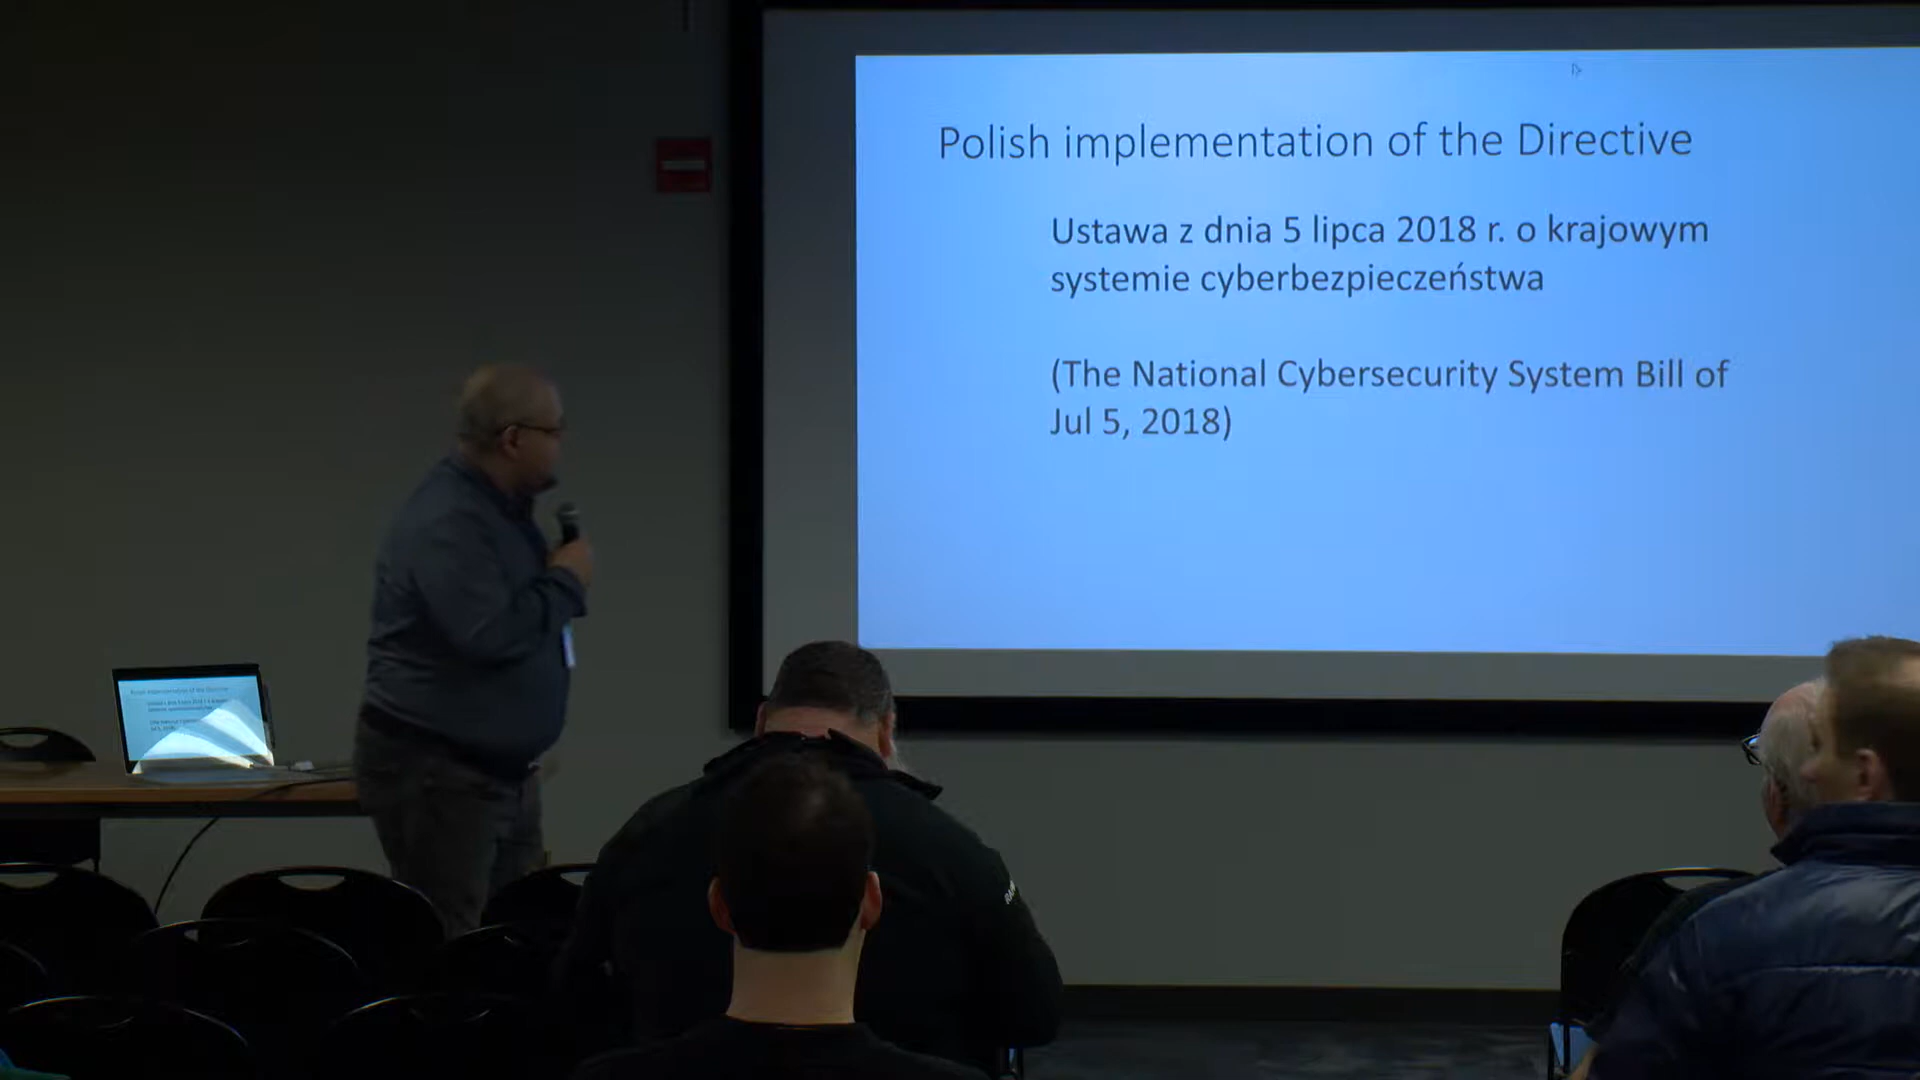 Polish implementation of the Directive
Ustawa z dnia 5 lipca 2018 r. o krajowym
systemie cyberbezpieczeństwa
(The National Cybersecurity System Bill of
Jul 5, 2018)